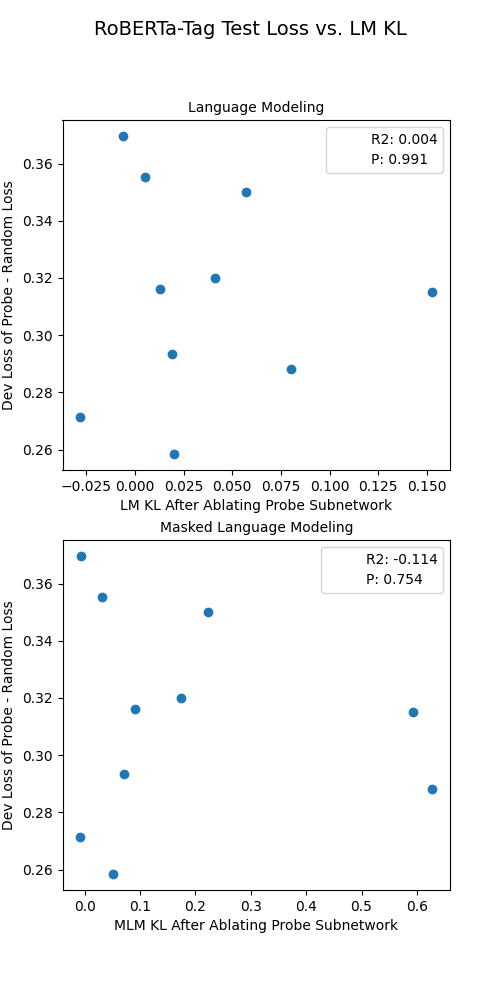 RoBERTa-Tag Test Loss vs. LM KL
Language Modeling
R2: 0.004
P: 0.991
Dev Loss of Probe - Random Loss
0.36
0.34
0.32
0.30
0.28
0.26
−0.025 0.000 0.025 0.050 0.075 0.100 0.125 0.150
LM KL After Ablating Probe Subnetwork
Masked Language Modeling
R2: -0.114
P: 0.754
Dev Loss of Probe - Random Loss
0.36
0.34
0.32
0.30
0.28
0.26
0.0 0.1 0.2 0.3 0.4 0.5 0.6
MLM KL After Ablating Probe Subnetwork